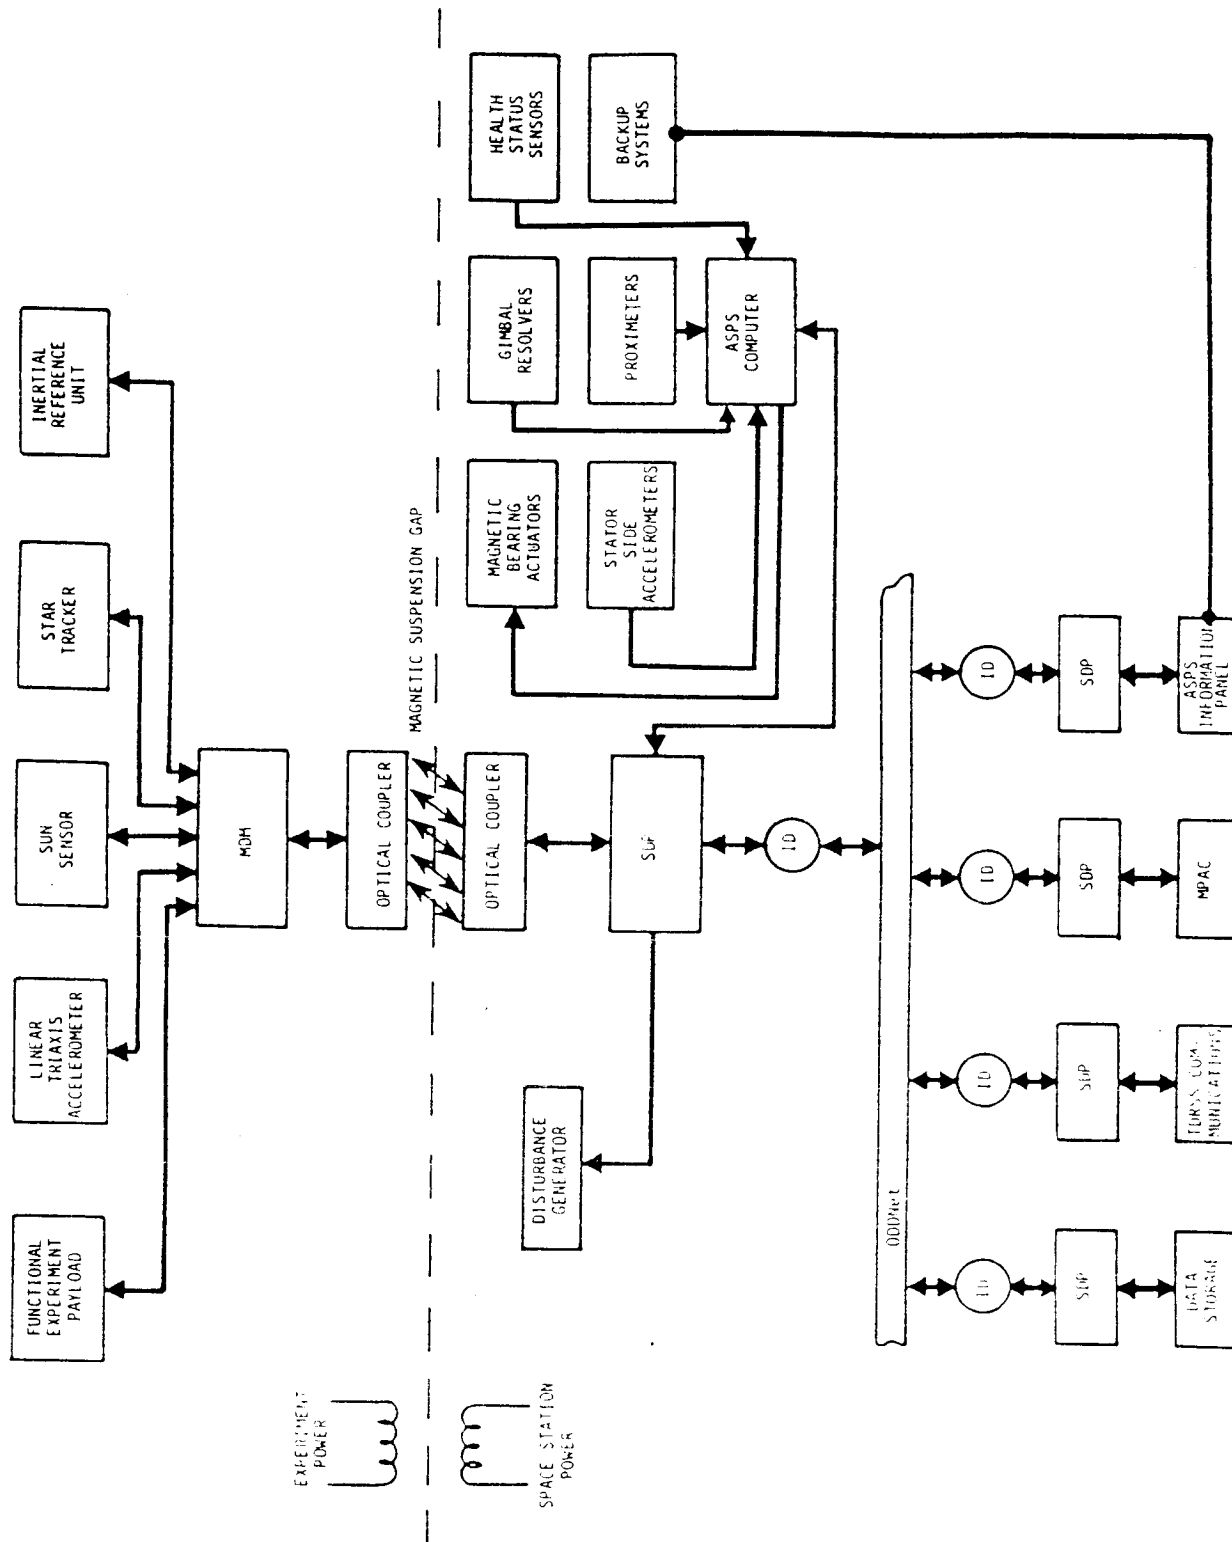 FUNCTIONAL
EXPERIMENT
PAYLOAD
LINEAR
TRIAXIS
ACCELEROMETER
SUN
SENSOR
STAR
TRACKER
INERTIAL
REFERENCE
UNIT
MDM
EXPERIMENT
POWER
OPTICAL COUPLER
MAGNETIC SUSPENSION GAP
SPACE STATION
POWER
OPTICAL COUPLER
MAGNETIC
BEARING
ACTUATORS
GIMBAL
RESOLVERS
HEALTH
STATUS
SENSORS
DISTURBANCE
GENERATOR
STATOR
SIDE
ACCELEROMETERS
PROXIMETERS
BACKUP
SYSTEMS
SDP
ASPS
COMPUTER
ID
ODDNet
ID
ID
ID
ID
SDP
SDP
SDP
SDP
DATA
STORAGE
TDRSS COM-
MUNICATIONS
MPAC
ASPS
INFORMATION
PANEL